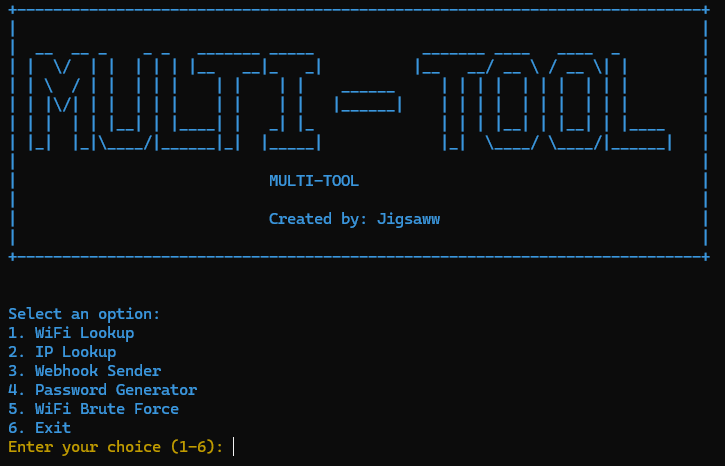 MULTI-TOOL
MULTI-TOOL
Created by: Jigsaww
Select an option:
1. WiFi Lookup
2. IP Lookup
3. Webhook Sender
4. Password Generator
5. WiFi Brute Force
6. Exit
Enter your choice (1-6):